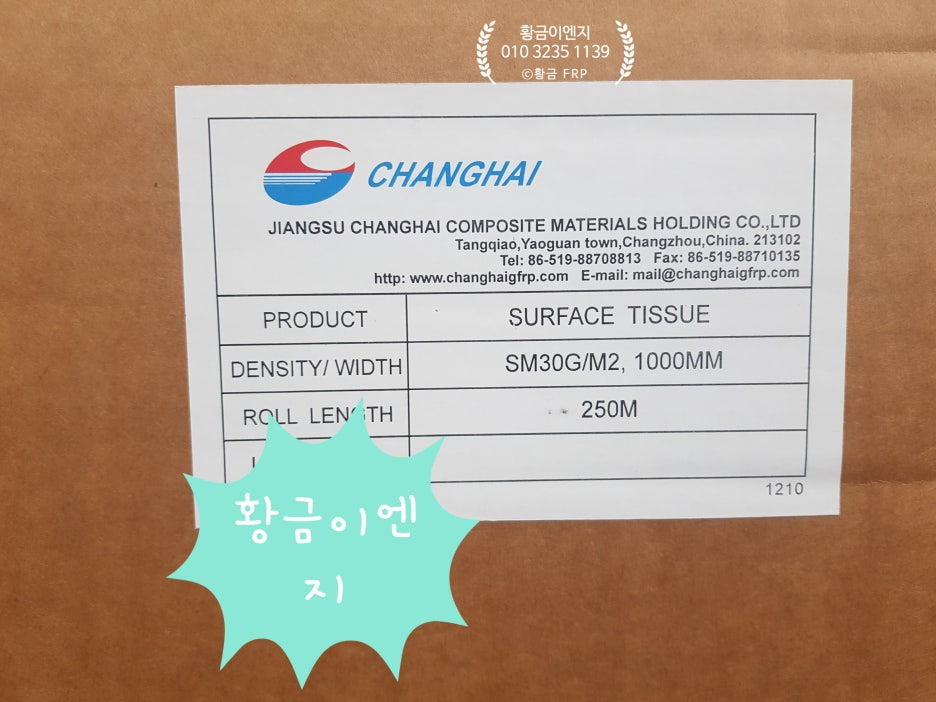 황금이엔지
010 3235 1139
©황금 FRP
CHANGHAI
JIANGSU CHANGHAI COMPOSITE MATERIALS HOLDING CO.,LTD
Tangqiao,Yaoguan town,Changzhou,China. 213102
Tel: 86-519-88708813 Fax: 86-519-88710135
http: www.changhaigfrp.com E-mail: mail@changhaigfrp.com
PRODUCT SURFACE TISSUE
DENSITY/ WIDTH SM30G/M2, 1000MM
ROLL LENGTH 250M
1210
황금이엔
지